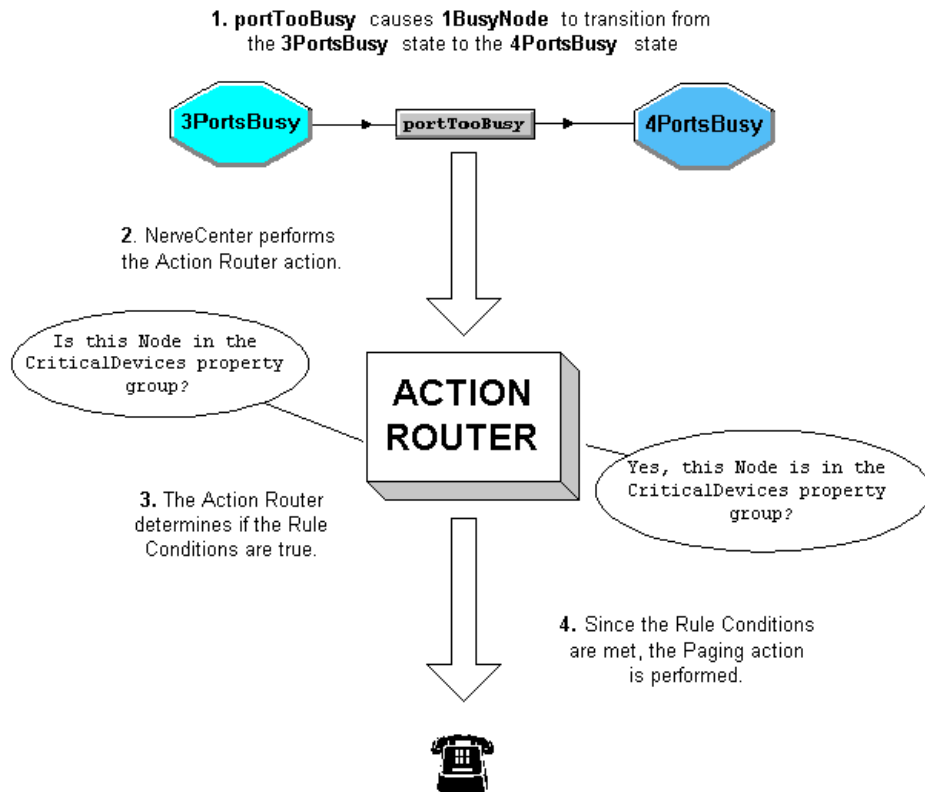 1. portTooBusy causes 1BusyNode to transition from
the 3PortsBusy state to the 4PortsBusy state
3PortsBusy
portTooBusy
4PortsBusy
2. NerveCenter performs
the Action Router action.
Is this Node in the
CriticalDevices property
group?
ACTION
ROUTER
Yes, this Node is in the
CriticalDevices property
group?
3. The Action Router
determines if the Rule
Conditions are true.
4. Since the Rule Conditions
are met, the Paging action
is performed.